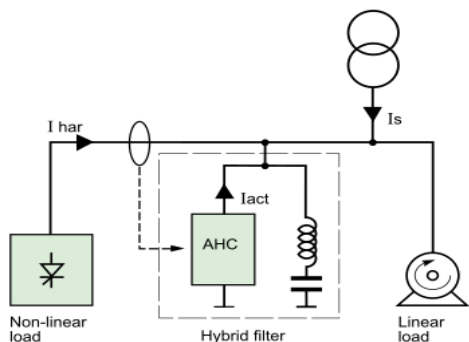 Is
I har
Iact
AHC
Non-linear
load
Hybrid filter
Linear
load